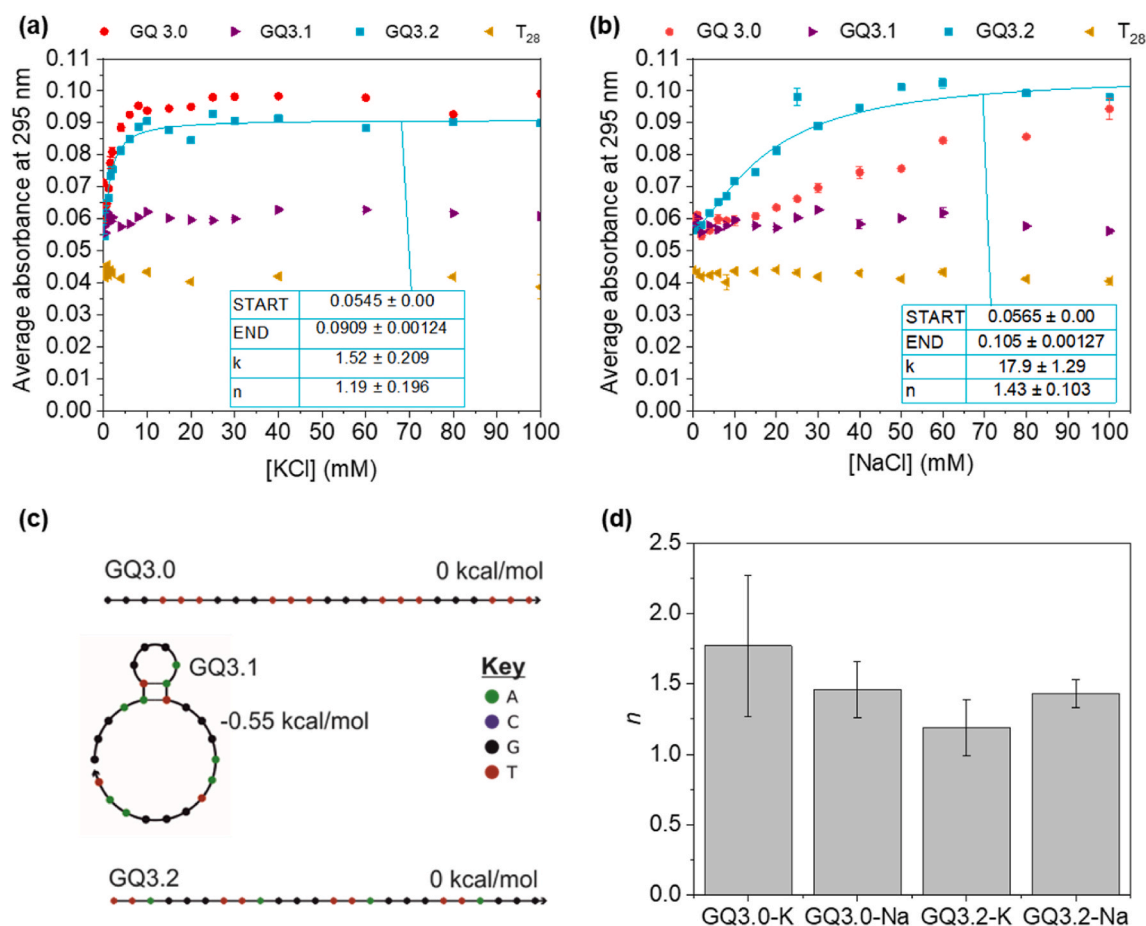 (a)
GQ 3.0 GQ3.1 GQ3.2 T28
Average absorbance at 295 nm
0.11
0.10
0.09
0.08
0.07
0.06
0.05
0.04
0.03
0.02
0.01
0.00
START 0.0545 ± 0.00
END 0.0909 ± 0.00124
k 1.52 ± 0.209
n 1.19 ± 0.196
0 10 20 30 40 50 60 70 80 90 100
[KCl] (mM)
(b)
GQ 3.0 GQ3.1 GQ3.2 T28
Average absorbance at 295 nm
0.11
0.10
0.09
0.08
0.07
0.06
0.05
0.04
0.03
0.02
0.01
0.00
START 0.0565 ± 0.00
END 0.105 ± 0.00127
k 17.9 ± 1.29
n 1.43 ± 0.103
0 10 20 30 40 50 60 70 80 90 100
[NaCl] (mM)
(c)
GQ3.0 0 kcal/mol
GQ3.1
-0.55 kcal/mol
Key
A
C
G
T
GQ3.2 0 kcal/mol
(d)
n
2.5
2.0
1.5
1.0
0.5
0.0
GQ3.0-K GQ3.0-Na GQ3.2-K GQ3.2-Na